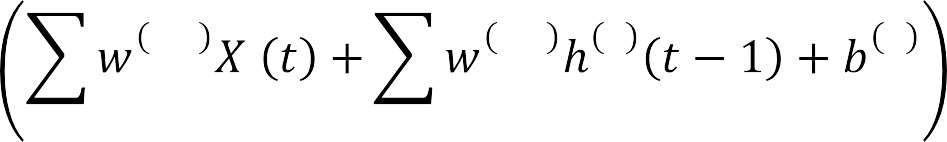 (∑ w⁽ ⁾X (t) + ∑ w⁽ ⁾h⁽ ⁾(t − 1) + b⁽ ⁾)